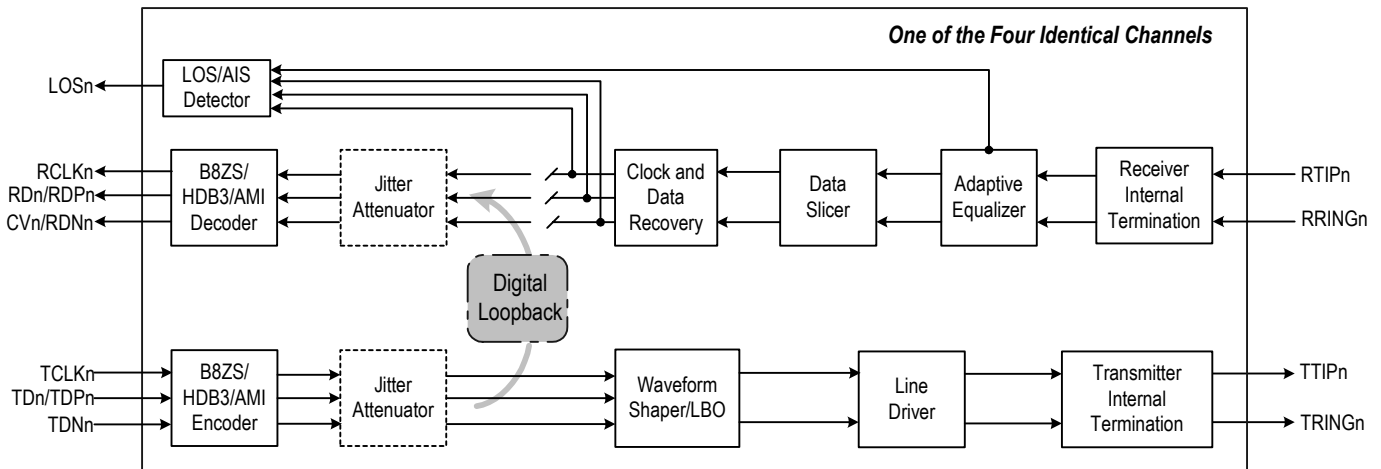 One of the Four Identical Channels
LOSn
LOS/AIS
Detector
RCLKn
RDn/RDPn
CVn/RDNn
B8ZS/
HDB3/AMI
Decoder
Jitter
Attenuator
Clock and
Data
Recovery
Data
Slicer
Adaptive
Equalizer
Receiver
Internal
Termination
RTIPn
RRINGn
Digital
Loopback
TCLKn
TDn/TDPn
TDNn
B8ZS/
HDB3/AMI
Encoder
Jitter
Attenuator
Waveform
Shaper/LBO
Line
Driver
Transmitter
Internal
Termination
TTIPn
TRINGn